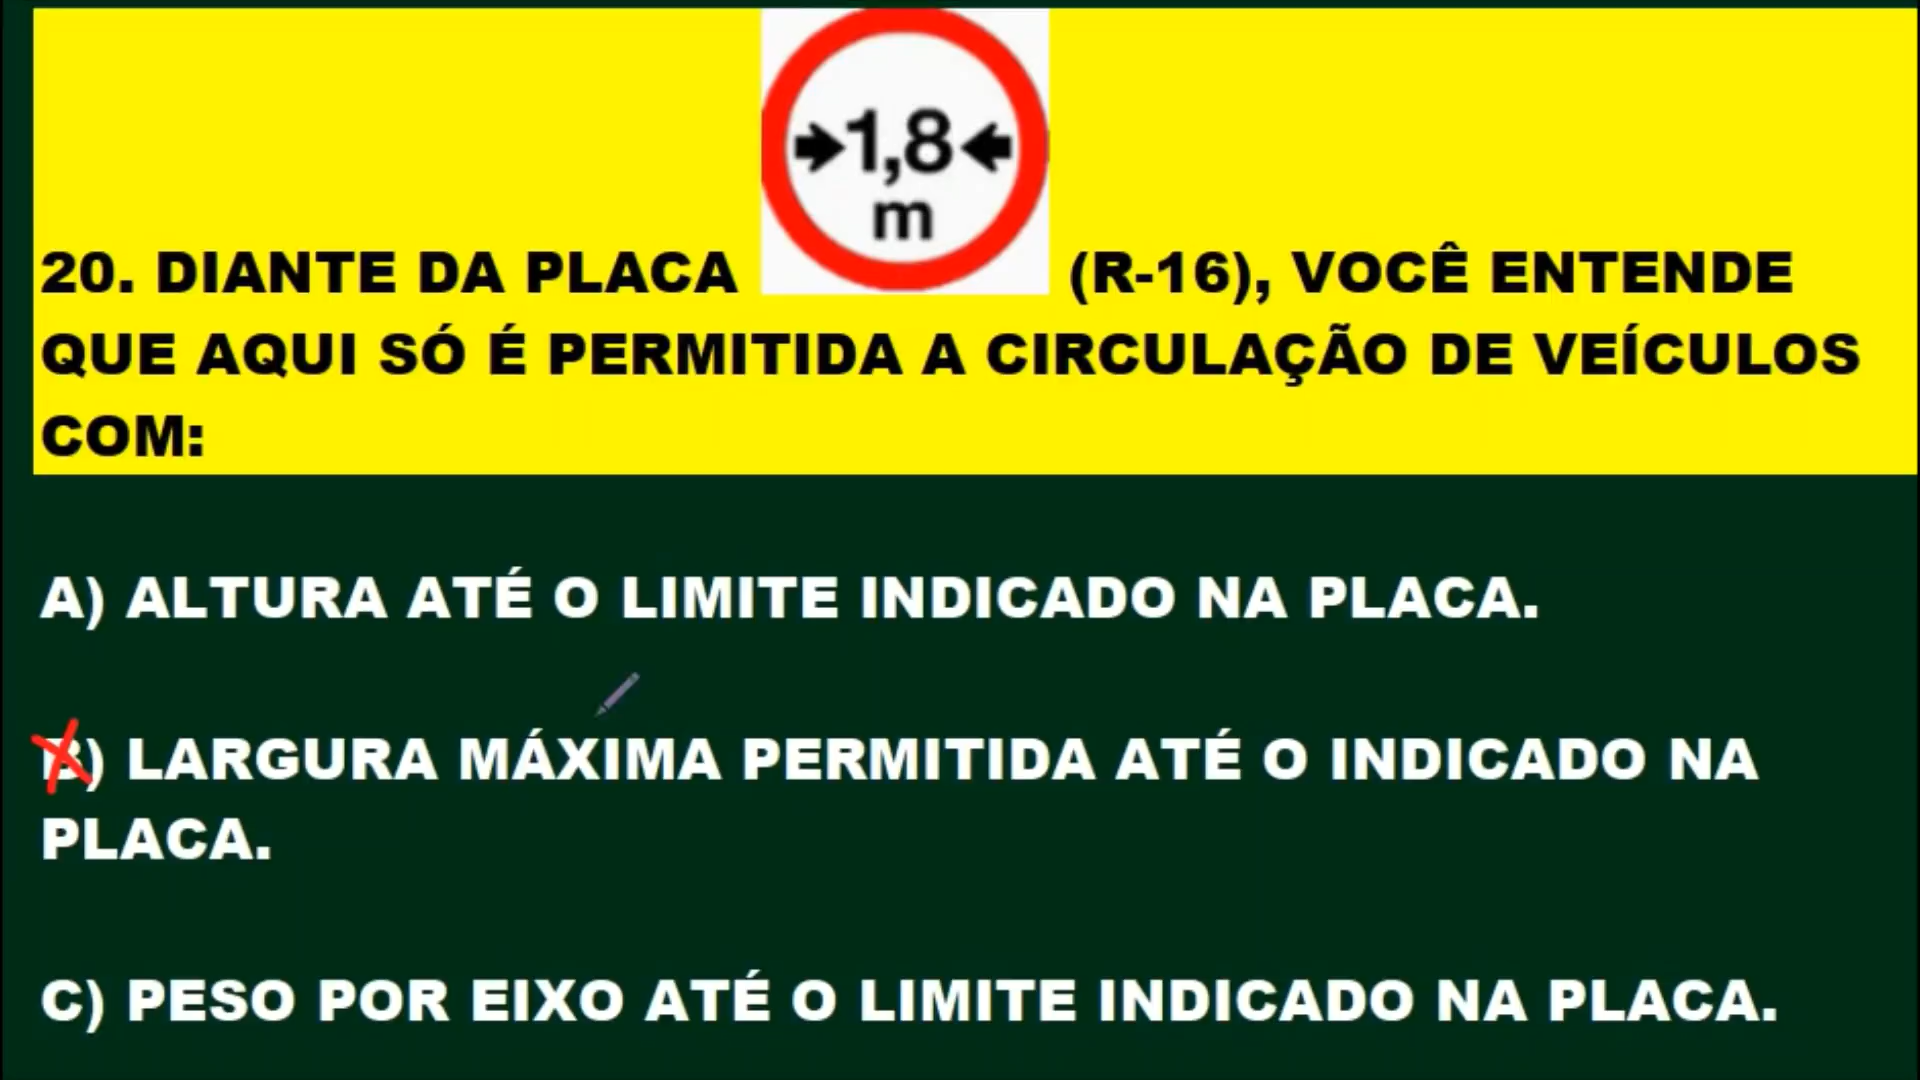 1,8
m
20. DIANTE DA PLACA (R-16), VOCÊ ENTENDE
QUE AQUI SÓ É PERMITIDA A CIRCULAÇÃO DE VEÍCULOS
COM:
A) ALTURA ATÉ O LIMITE INDICADO NA PLACA.
B) LARGURA MÁXIMA PERMITIDA ATÉ O INDICADO NA
PLACA.
C) PESO POR EIXO ATÉ O LIMITE INDICADO NA PLACA.